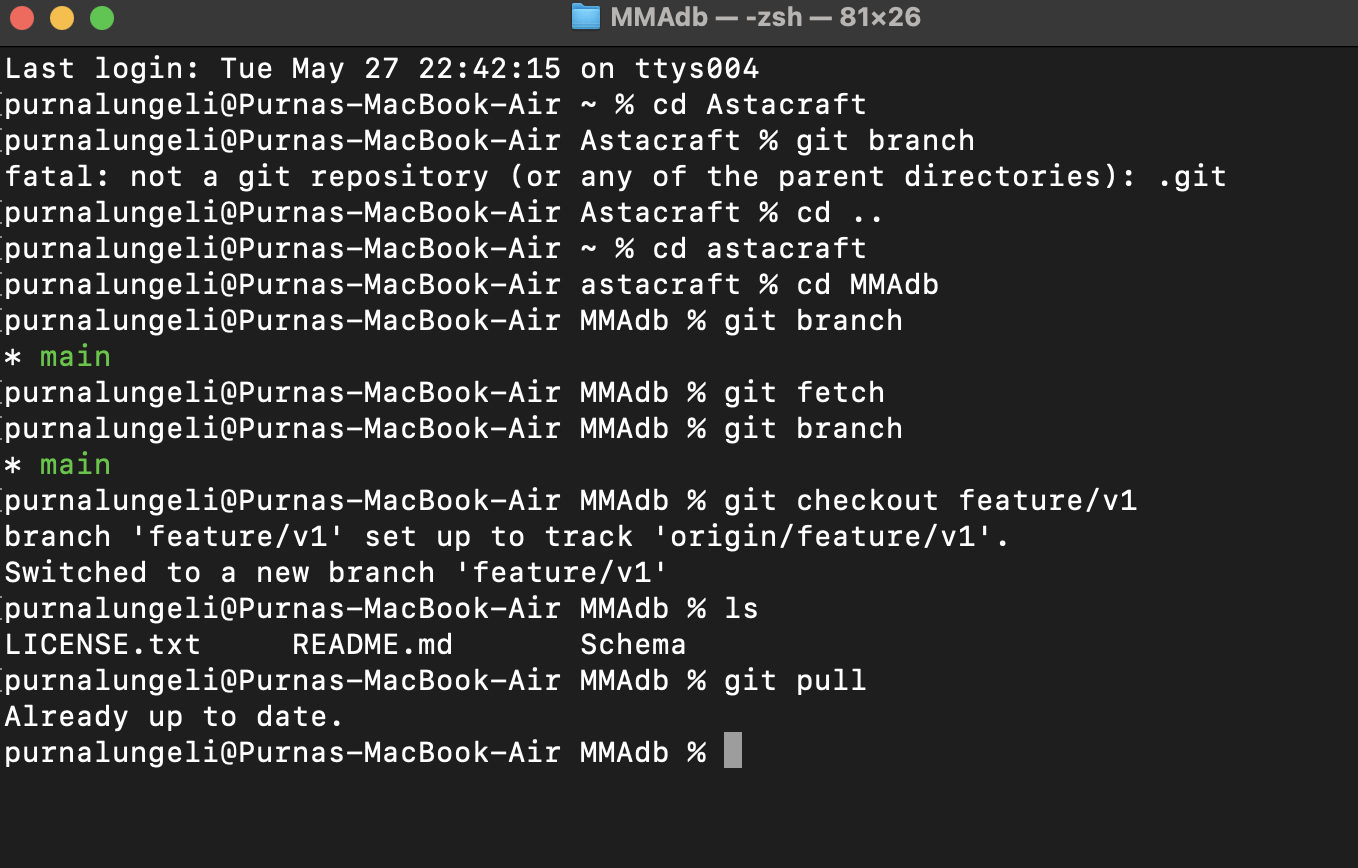 MMAdb — -zsh — 81×26
Last login: Tue May 27 22:42:15 on ttys004
purnalungeli@Purnas-MacBook-Air ~ % cd Astacraft
purnalungeli@Purnas-MacBook-Air Astacraft % git branch
fatal: not a git repository (or any of the parent directories): .git
purnalungeli@Purnas-MacBook-Air Astacraft % cd ..
purnalungeli@Purnas-MacBook-Air ~ % cd astacraft
purnalungeli@Purnas-MacBook-Air astacraft % cd MMAdb
purnalungeli@Purnas-MacBook-Air MMAdb % git branch
* main
purnalungeli@Purnas-MacBook-Air MMAdb % git fetch
purnalungeli@Purnas-MacBook-Air MMAdb % git branch
* main
purnalungeli@Purnas-MacBook-Air MMAdb % git checkout feature/v1
branch 'feature/v1' set up to track 'origin/feature/v1'.
Switched to a new branch 'feature/v1'
purnalungeli@Purnas-MacBook-Air MMAdb % ls
LICENSE.txt     README.md       Schema
purnalungeli@Purnas-MacBook-Air MMAdb % git pull
Already up to date.
purnalungeli@Purnas-MacBook-Air MMAdb %